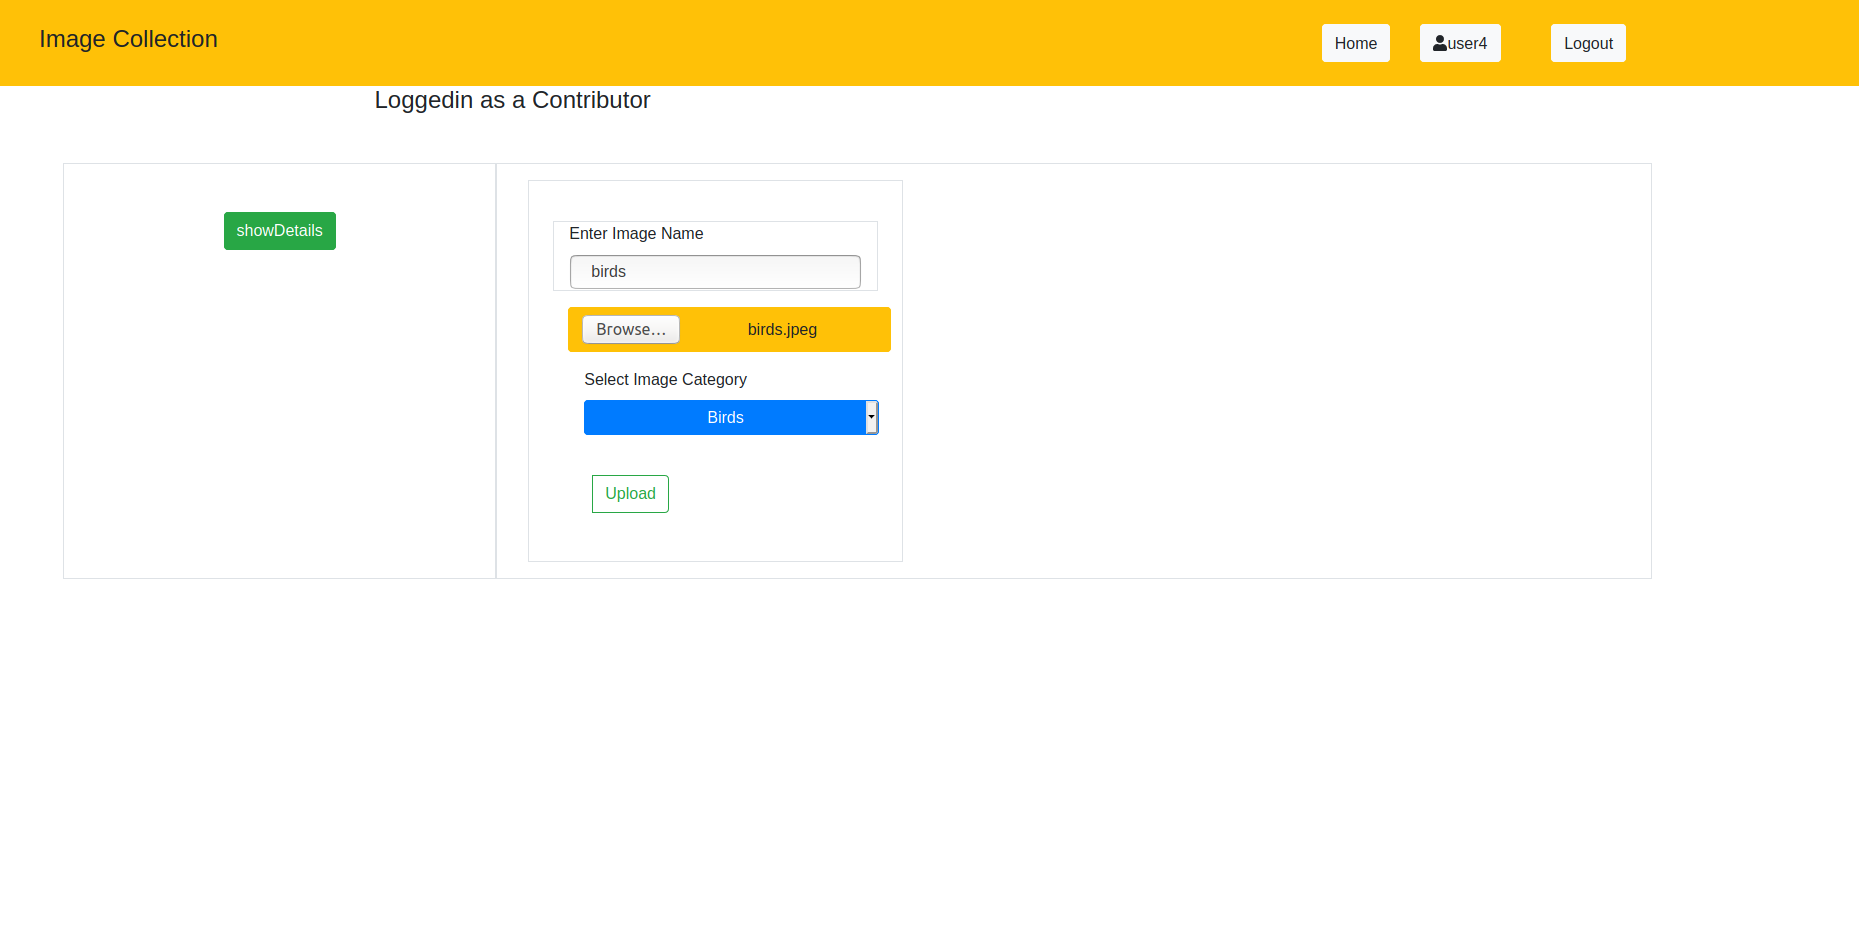 Image Collection
Home
user4
Logout
Loggedin as a Contributor
showDetails
Enter Image Name
birds
Browse... birds.jpeg
Select Image Category
Birds
Upload